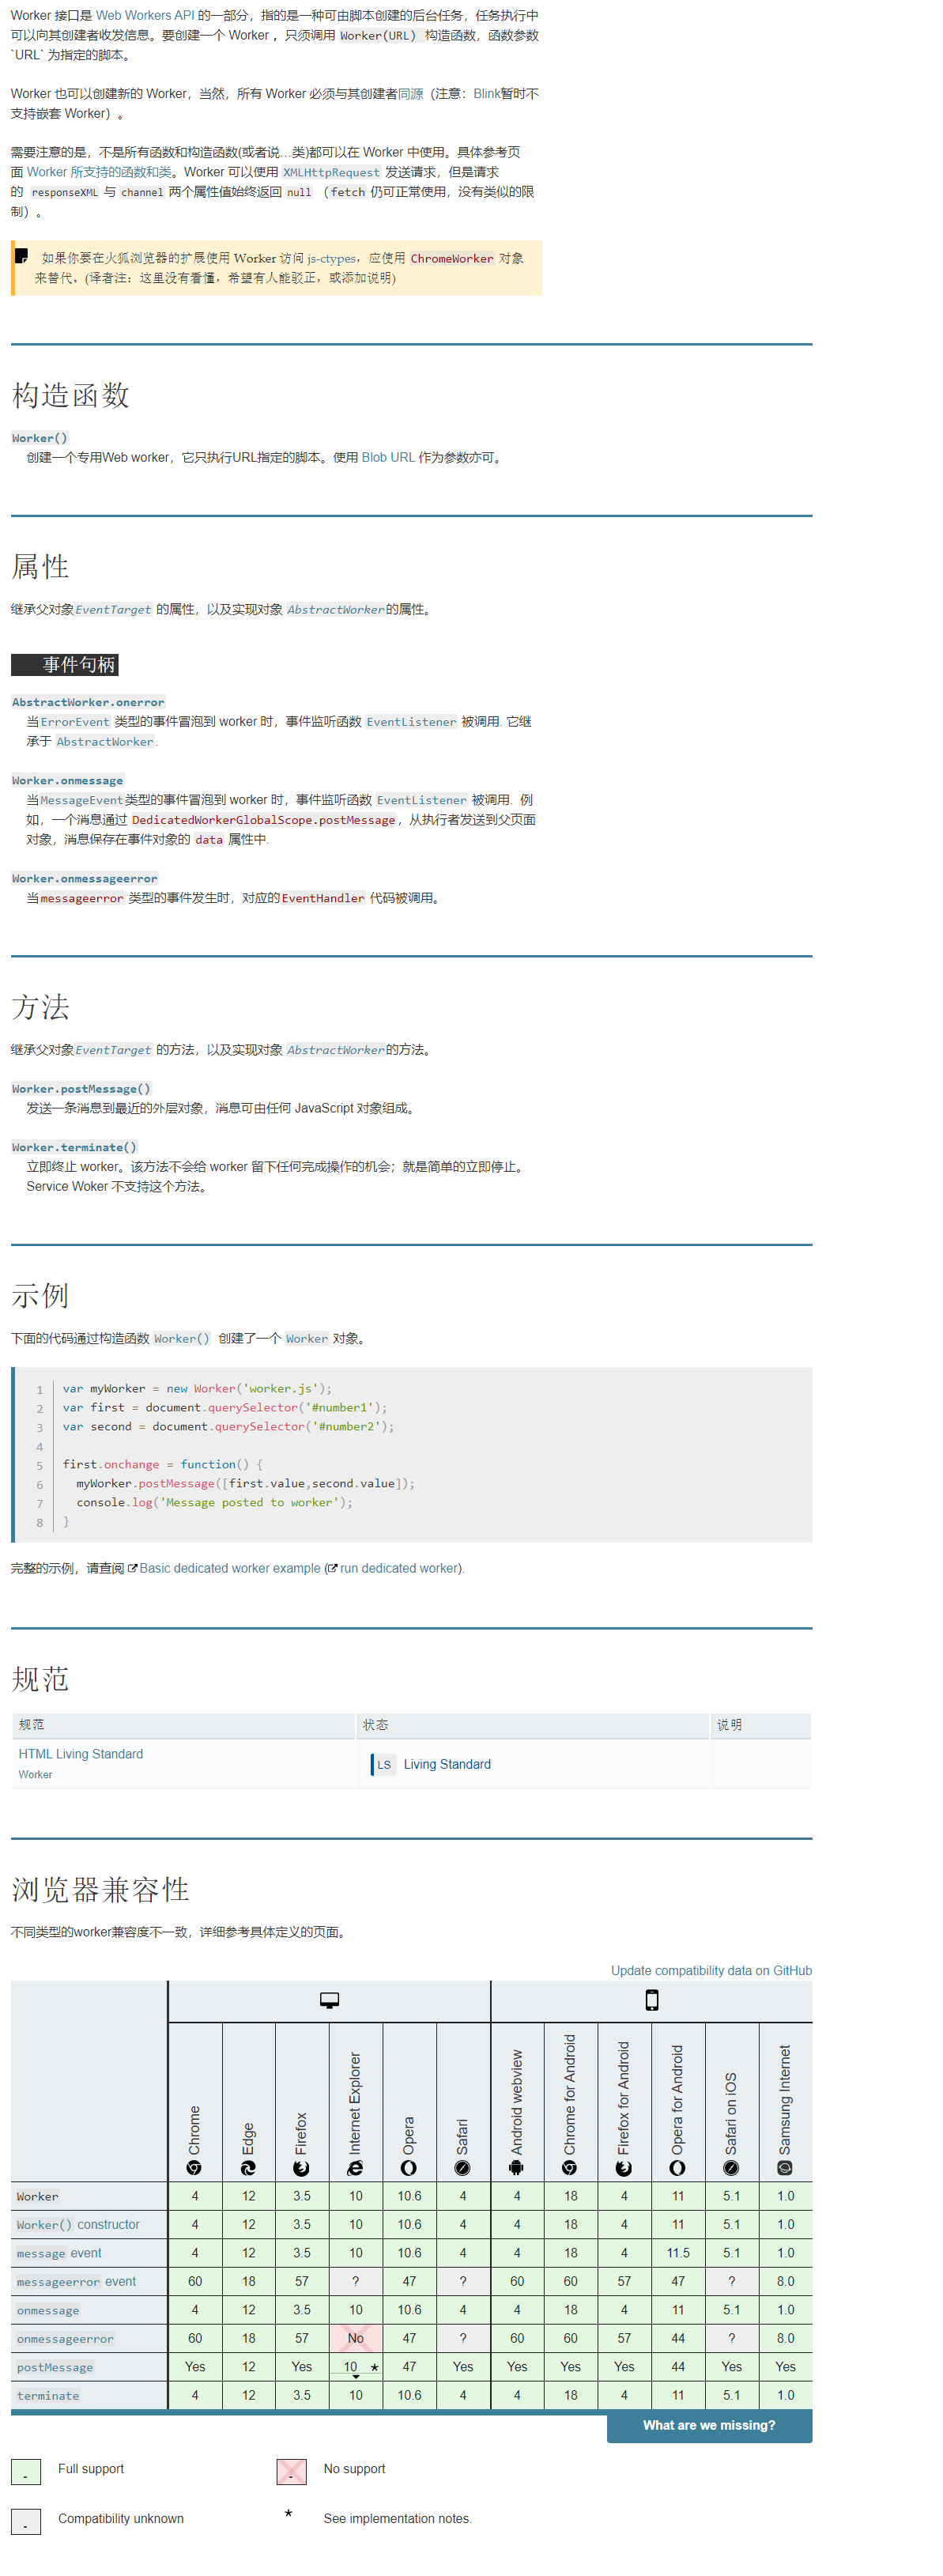 Worker 接口是 Web Workers API 的一部分，指的是一种可由脚本创建的后台任务，任务执行中
可以向其创建者收发信息。要创建一个 Worker ，只须调用 Worker(URL) 构造函数，函数参数
`URL` 为指定的脚本。
Worker 也可以创建新的 Worker，当然，所有 Worker 必须与其创建者同源（注意：Blink暂时不
支持嵌套 Worker）。
需要注意的是，不是所有函数和构造函数(或者说…类)都可以在 Worker 中使用。具体参考页
面 Worker 所支持的函数和类。Worker 可以使用 XMLHttpRequest 发送请求，但是请求
的 responseXML 与 channel 两个属性值始终返回 null （fetch 仍可正常使用，没有类似的限
制）。
如果你要在火狐浏览器的扩展使用 Worker 访问 js-ctypes，应使用 ChromeWorker 对象
来替代。(译者注：这里没有看懂，希望有人能驳正，或添加说明)
构造函数
Worker()
创建一个专用Web worker，它只执行URL指定的脚本。使用 Blob URL 作为参数亦可。
属性
继承父对象EventTarget 的属性，以及实现对象 AbstractWorker的属性。
事件句柄
AbstractWorker.onerror
当ErrorEvent 类型的事件冒泡到 worker 时，事件监听函数 EventListener 被调用. 它继
承于 AbstractWorker.
Worker.onmessage
当MessageEvent类型的事件冒泡到 worker 时，事件监听函数 EventListener 被调用. 例
如，一个消息通过 DedicatedWorkerGlobalScope.postMessage，从执行者发送到父页面
对象，消息保存在事件对象的 data 属性中.
Worker.onmessageerror
当messageerror 类型的事件发生时，对应的EventHandler 代码被调用。
方法
继承父对象EventTarget 的方法，以及实现对象 AbstractWorker的方法。
Worker.postMessage()
发送一条消息到最近的外层对象，消息可由任何 JavaScript 对象组成。
Worker.terminate()
立即终止 worker。该方法不会给 worker 留下任何完成操作的机会；就是简单的立即停止。
Service Woker 不支持这个方法。
示例
下面的代码通过构造函数 Worker() 创建了一个 Worker 对象。
1 var myWorker = new Worker('worker.js');
2 var first = document.querySelector('#number1');
3 var second = document.querySelector('#number2');
4
5 first.onchange = function() {
6 myWorker.postMessage([first.value,second.value]);
7 console.log('Message posted to worker');
8 }
完整的示例，请查阅 Basic dedicated worker example (run dedicated worker).
规范
规范 状态 说明
HTML Living Standard
Worker
LS Living Standard
浏览器兼容性
不同类型的worker兼容度不一致，详细参考具体定义的页面。
Update compatibility data on GitHub
Chrome Edge Firefox Internet Explorer Opera Safari Android webview Chrome for Android Firefox for Android Opera for Android Safari on iOS Samsung Internet
Worker 4 12 3.5 10 10.6 4 4 18 4 11 5.1 1.0
Worker() constructor 4 12 3.5 10 10.6 4 4 18 4 11 5.1 1.0
message event 4 12 3.5 10 10.6 4 4 18 4 11.5 5.1 1.0
messageerror event 60 18 57 ? 47 ? 60 60 57 47 ? 8.0
onmessage 4 12 3.5 10 10.6 4 4 18 4 11 5.1 1.0
onmessageerror 60 18 57 No 47 ? 60 60 57 44 ? 8.0
postMessage Yes 12 Yes 10 * 47 Yes Yes Yes Yes 44 Yes Yes
terminate 4 12 3.5 10 10.6 4 4 18 4 11 5.1 1.0
What are we missing?
- Full support
- No support
- Compatibility unknown
* See implementation notes.